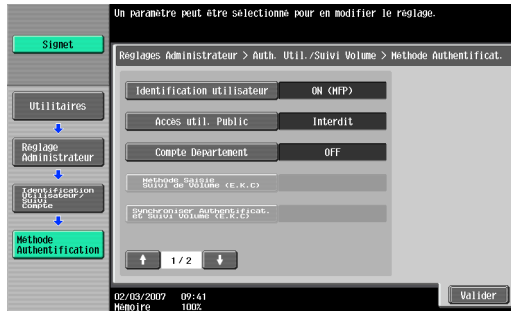 Un paramètre peut être sélectionné pour en modifier le réglage.
Signet
Réglages Administrateur > Auth. Util./Suivi Volume > Méthode Authentificat.
Identification utilisateur
ON (MFP)
Utilitaires
Accès util. Public
Interdit
Réglage
Administrateur
Compte Département
OFF
Méthode Saisie
Suivi de Volume (E.K.C)
Identification
Utilisateur/
Suivi
Compte
Synchroniser Authentificat.
et Suivi Volume (E.K.C)
Méthode
Authentification
1/2
02/03/2007 09:41
Mémoire 100%
Valider